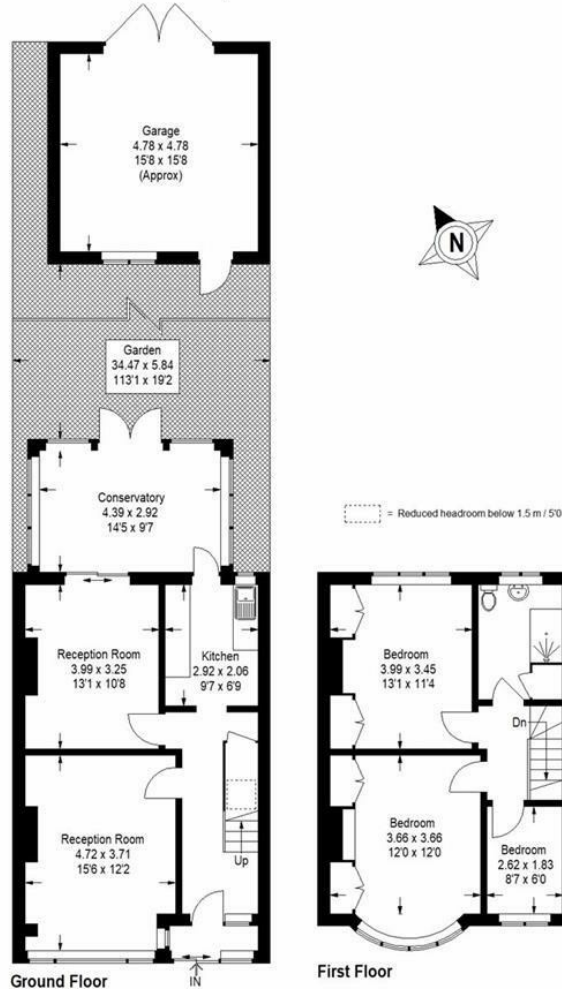 Garage
4.78 x 4.78
15'8 x 15'8
(Approx)
N
Garden
34.47 x 5.84
113'1 x 19'2
Conservatory
4.39 x 2.92
14'5 x 9'7
= Reduced headroom below 1.5 m / 5'0
Reception Room
3.99 x 3.25
13'1 x 10'8
Kitchen
2.92 x 2.06
9'7 x 6'9
Bedroom
3.99 x 3.45
13'1 x 11'4
Dn
Reception Room
4.72 x 3.71
15'6 x 12'2
Up
Bedroom
3.66 x 3.66
12'0 x 12'0
Bedroom
2.62 x 1.83
8'7 x 6'0
IN
Ground Floor
First Floor